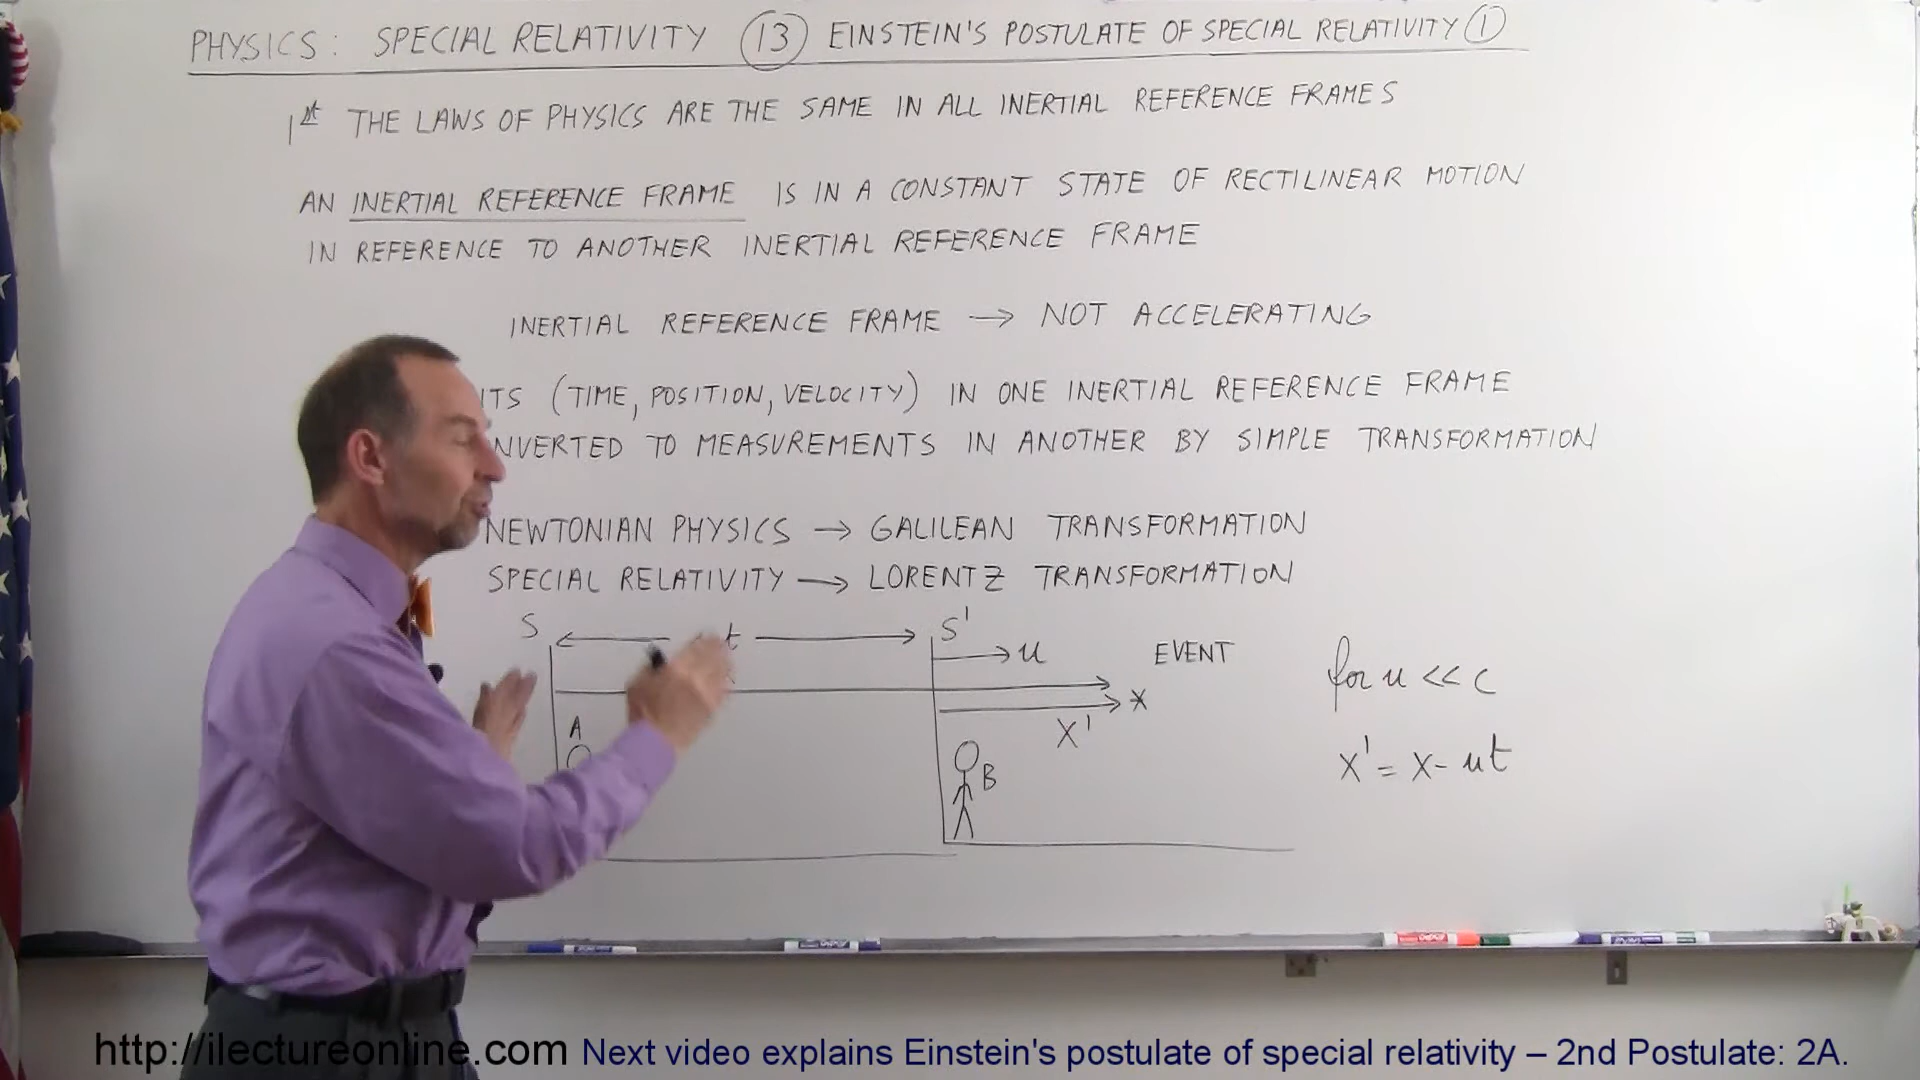 PHYSICS: SPECIAL RELATIVITY 13 EINSTEIN'S POSTULATE OF SPECIAL RELATIVITY 1
1st THE LAWS OF PHYSICS ARE THE SAME IN ALL INERTIAL REFERENCE FRAMES
AN INERTIAL REFERENCE FRAME IS IN A CONSTANT STATE OF RECTILINEAR MOTION
IN REFERENCE TO ANOTHER INERTIAL REFERENCE FRAME
INERTIAL REFERENCE FRAME → NOT ACCELERATING
(TIME, POSITION, VELOCITY) IN ONE INERTIAL REFERENCE FRAME
TO MEASUREMENTS IN ANOTHER BY SIMPLE TRANSFORMATION
NEWTONIAN PHYSICS → GALILEAN TRANSFORMATION
SPECIAL RELATIVITY → LORENTZ TRANSFORMATION
S t S'
u EVENT
for u << c
x
A X'
B
x' = x - ut
http://ilectureonline.com Next video explains Einstein's postulate of special relativity – 2nd Postulate: 2A.